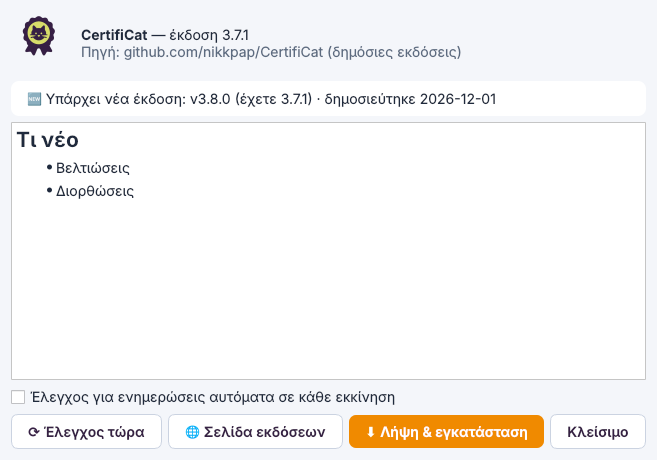 CertifiCat — έκδοση 3.7.1
Πηγή: github.com/nikkpap/CertifiCat (δημόσιες εκδόσεις)
🆕 Υπάρχει νέα έκδοση: v3.8.0 (έχετε 3.7.1) · δημοσιεύτηκε 2026-12-01
Τι νέο
• Βελτιώσεις
• Διορθώσεις
Έλεγχος για ενημερώσεις αυτόματα σε κάθε εκκίνηση
⟳ Έλεγχος τώρα
🌐 Σελίδα εκδόσεων
⬇ Λήψη & εγκατάσταση
Κλείσιμο